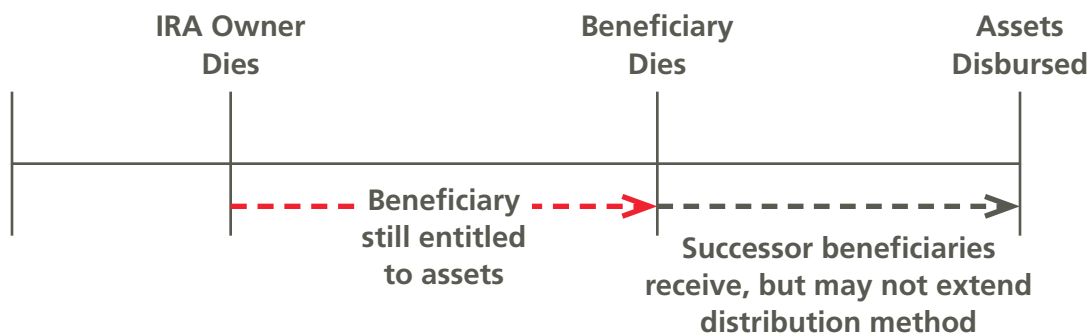 IRA Owner
Dies
Beneficiary
Dies
Assets
Disbursed
Beneficiary
still entitled
to assets
Successor beneficiaries
receive, but may not extend
distribution method